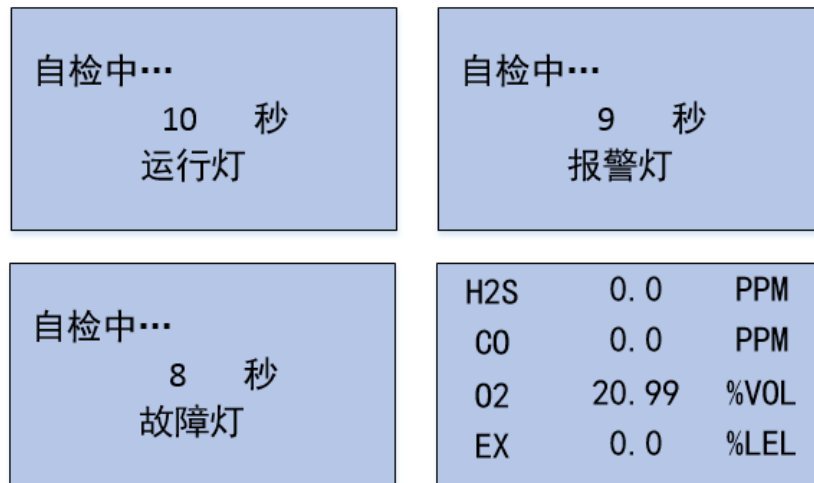 自检中…
10 秒
运行灯
自检中…
9 秒
报警灯
自检中…
8 秒
故障灯
H2S 0.0 PPM
CO 0.0 PPM
O2 20.99 %VOL
EX 0.0 %LEL